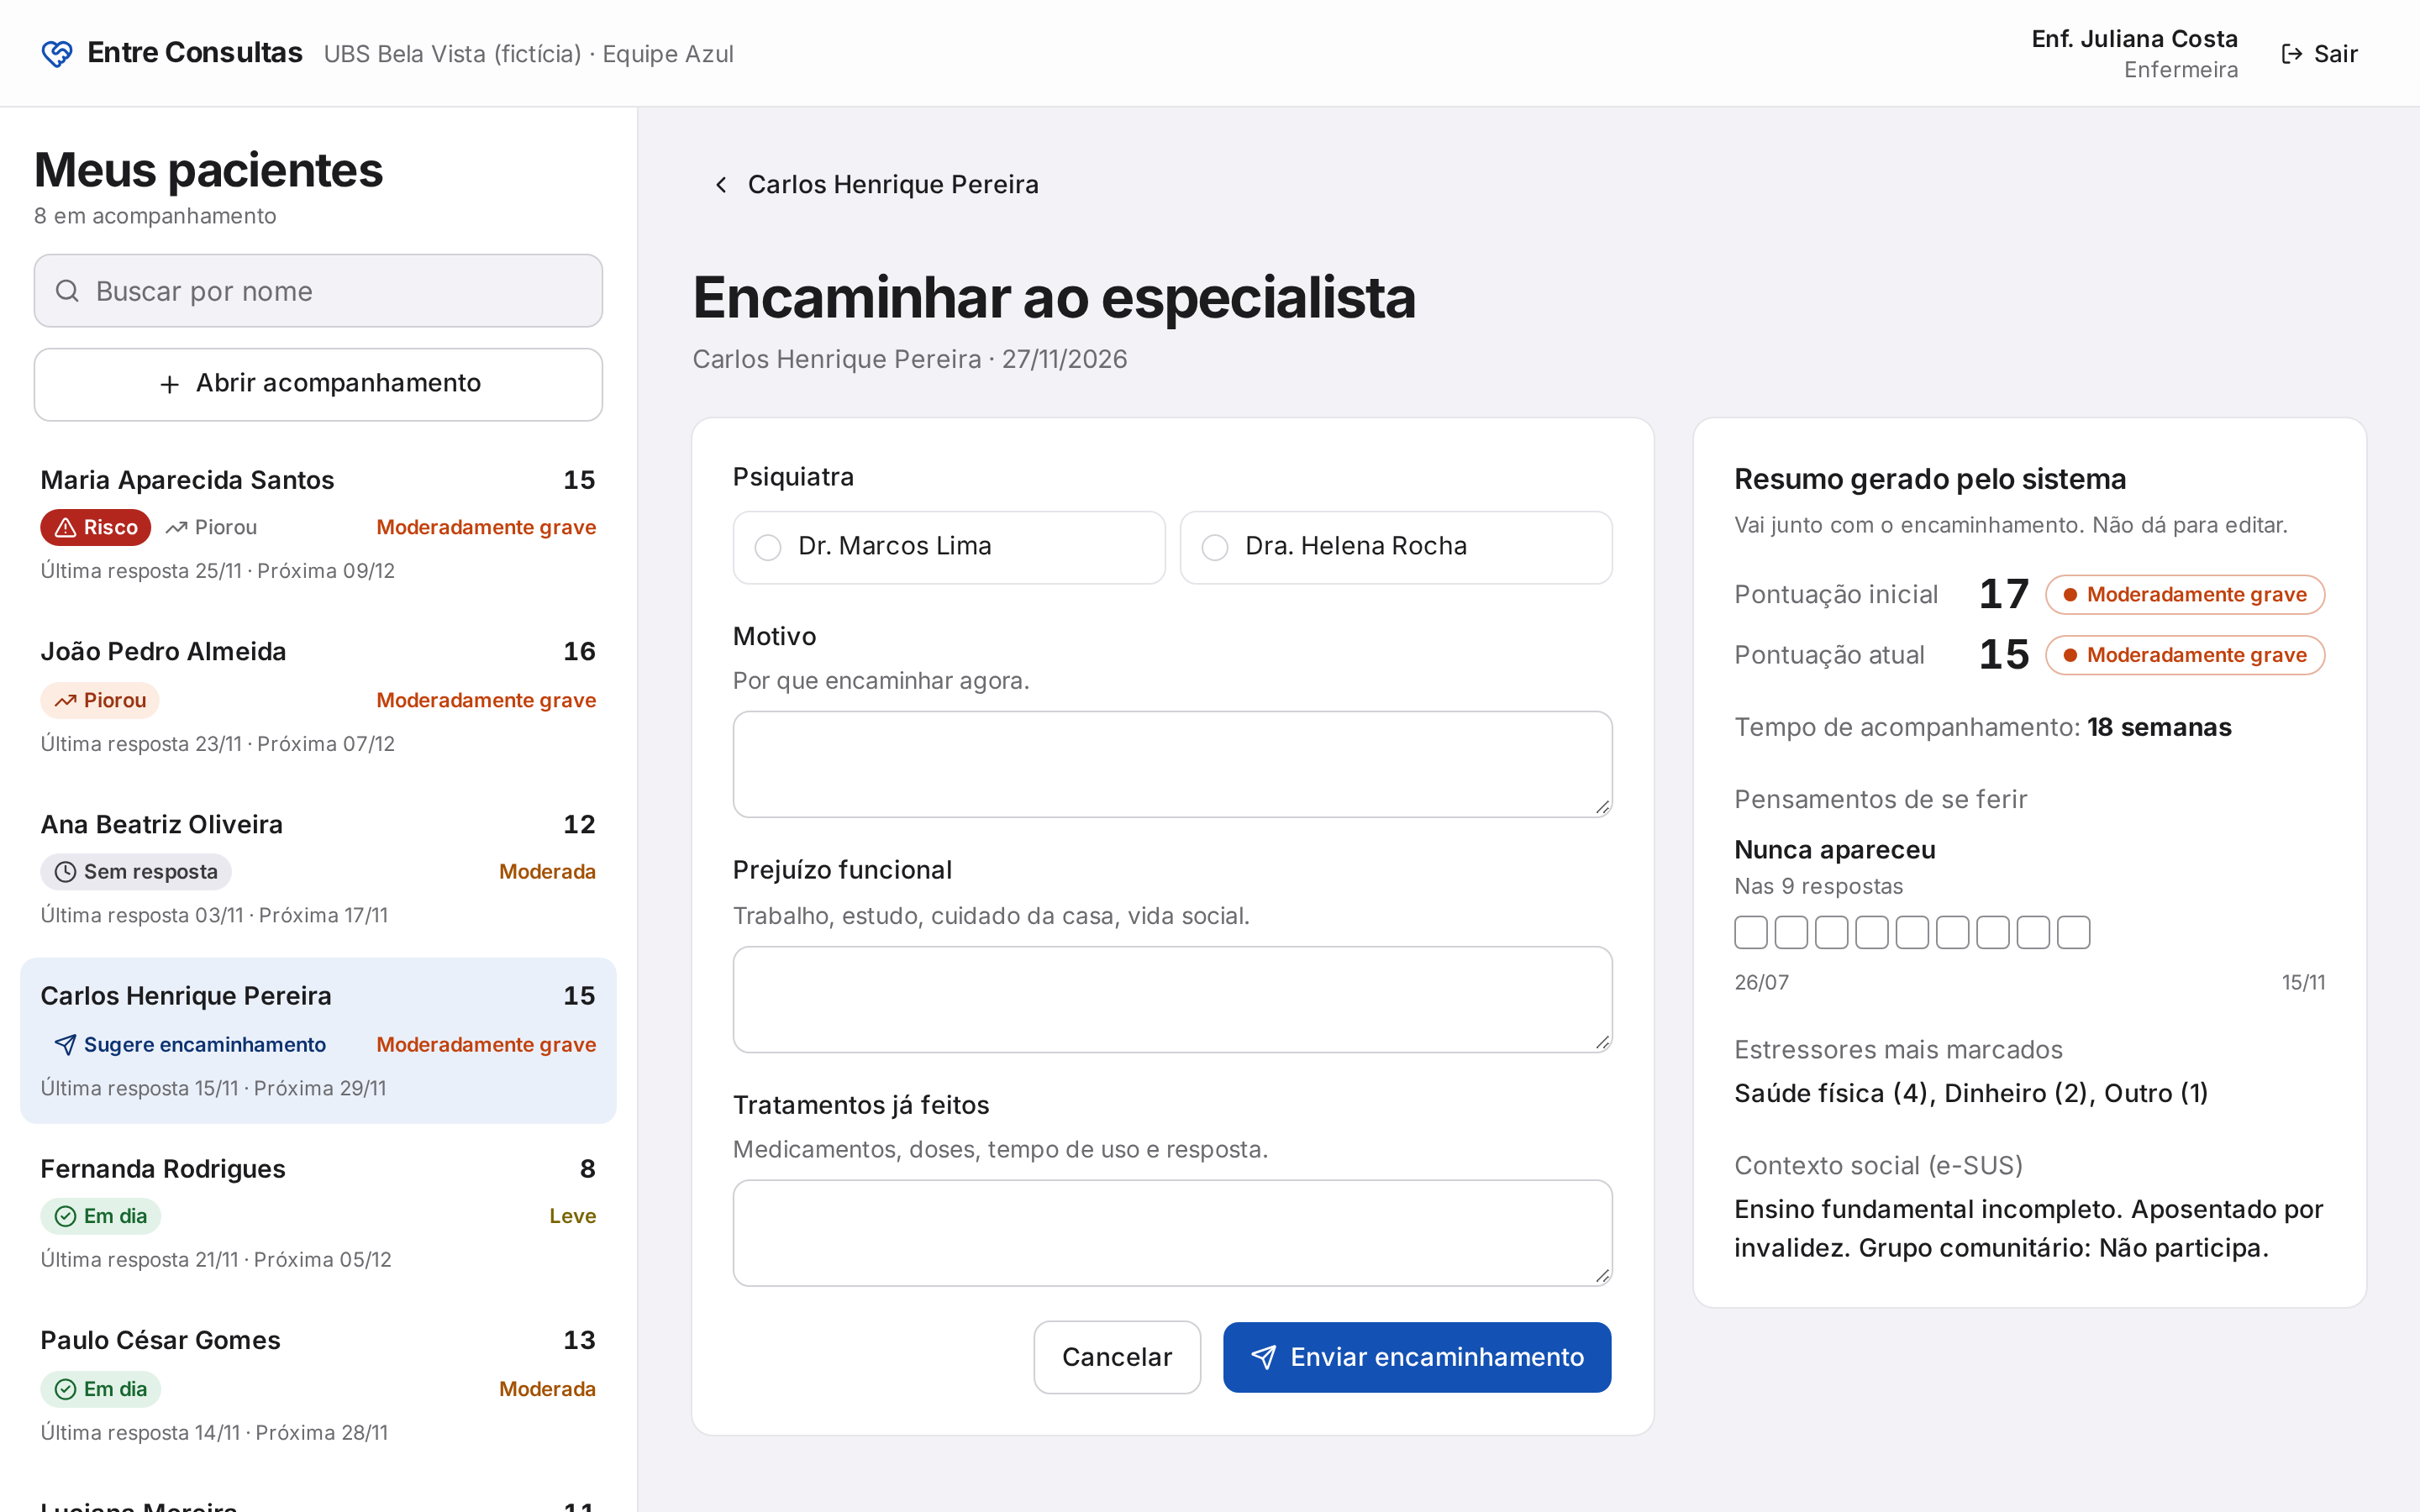 Entre Consultas UBS Bela Vista (fictícia) · Equipe Azul
Enf. Juliana Costa
Enfermeira
Sair
Meus pacientes
8 em acompanhamento
Buscar por nome
+ Abrir acompanhamento
Maria Aparecida Santos 15
Risco Piorou Moderadamente grave
Última resposta 25/11 · Próxima 09/12
João Pedro Almeida 16
Piorou Moderadamente grave
Última resposta 23/11 · Próxima 07/12
Ana Beatriz Oliveira 12
Sem resposta Moderada
Última resposta 03/11 · Próxima 17/11
Carlos Henrique Pereira 15
Sugere encaminhamento Moderadamente grave
Última resposta 15/11 · Próxima 29/11
Fernanda Rodrigues 8
Em dia Leve
Última resposta 21/11 · Próxima 05/12
Paulo César Gomes 13
Em dia Moderada
Última resposta 14/11 · Próxima 28/11
Luciana Moreira 11
Carlos Henrique Pereira
Encaminhar ao especialista
Carlos Henrique Pereira · 27/11/2026
Psiquiatra
Dr. Marcos Lima Dra. Helena Rocha
Motivo
Por que encaminhar agora.
Prejuízo funcional
Trabalho, estudo, cuidado da casa, vida social.
Tratamentos já feitos
Medicamentos, doses, tempo de uso e resposta.
Cancelar Enviar encaminhamento
Resumo gerado pelo sistema
Vai junto com o encaminhamento. Não dá para editar.
Pontuação inicial 17 Moderadamente grave
Pontuação atual 15 Moderadamente grave
Tempo de acompanhamento: 18 semanas
Pensamentos de se ferir
Nunca apareceu
Nas 9 respostas
26/07 15/11
Estressores mais marcados
Saúde física (4), Dinheiro (2), Outro (1)
Contexto social (e-SUS)
Ensino fundamental incompleto. Aposentado por
invalidez. Grupo comunitário: Não participa.